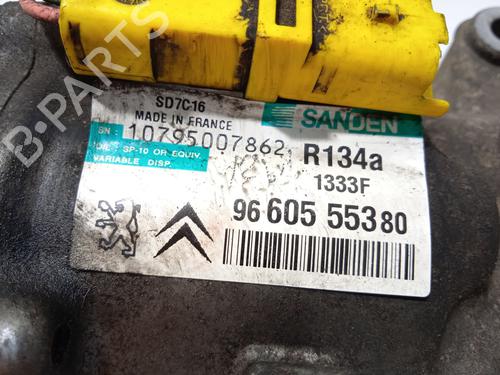 SD7C16
MADE IN FRANCE
SANDEN
SN: 10795007862
R134a
OIL: SP-10 OR EQUIV.
VARIABLE DISP.
1333F
96 605 553 80
B-PARTS